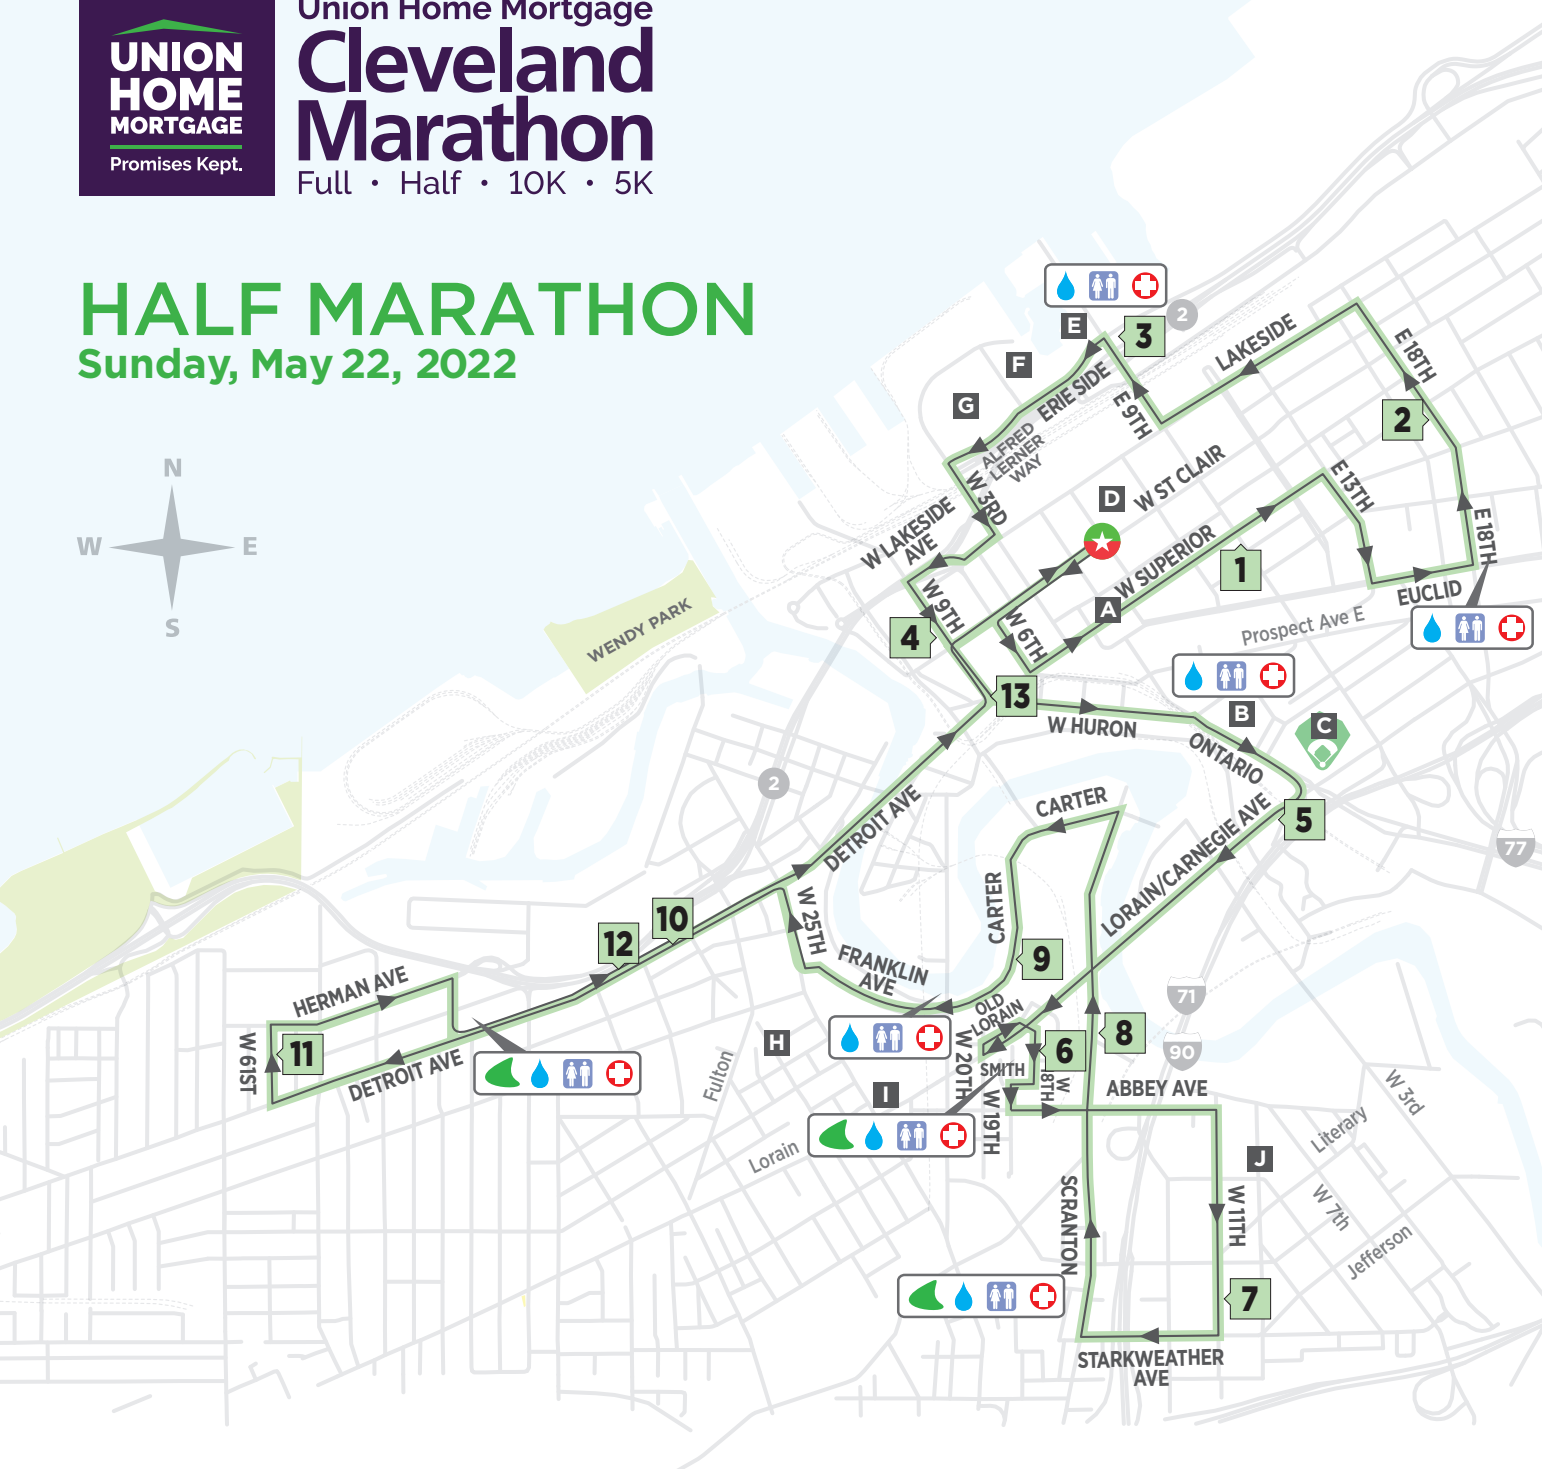 Union Home Mortgage
Cleveland
Marathon
Full • Half • 10K • 5K
UNION
HOME
MORTGAGE
Promises Kept.
HALF MARATHON
Sunday, May 22, 2022
N
W
E
S
2
E
3
F
G
ERIE SIDE
ALFRED
LERNER
WAY
E 9TH
LAKESIDE
E 18TH
2
W 3RD
D
W ST CLAIR
E 13TH
W LAKESIDE
AVE
W SUPERIOR
1
E 18TH
EUCLID
Prospect Ave E
W 9TH
4
W 6TH
A
WENDY PARK
13
W HURON
B
C
ONTARIO
2
DETROIT AVE
CARTER
5
LORAIN/CARNEGIE AVE
77
CARTER
W 25TH
10
12
FRANKLIN
AVE
9
HERMAN AVE
71
OLD
LORAIN
W 61ST
11
DETROIT AVE
H
W 20TH
6
8
90
SMITH
W
18TH
ABBEY AVE
Fulton
I
W 19TH
W 3rd
Literary
Lorain
J
SCRANTON
W 11TH
W 7th
Jefferson
7
STARKWEATHER
AVE